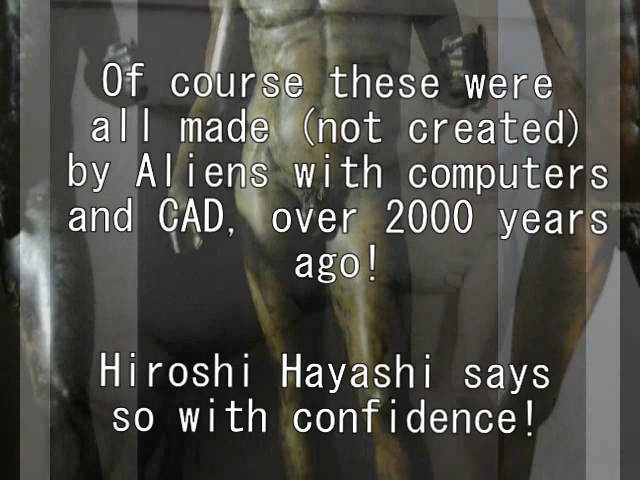 Of course these were
all made (not created)
by Aliens with computers
and CAD, over 2000 years
ago!
Hiroshi Hayashi says
so with confidence!